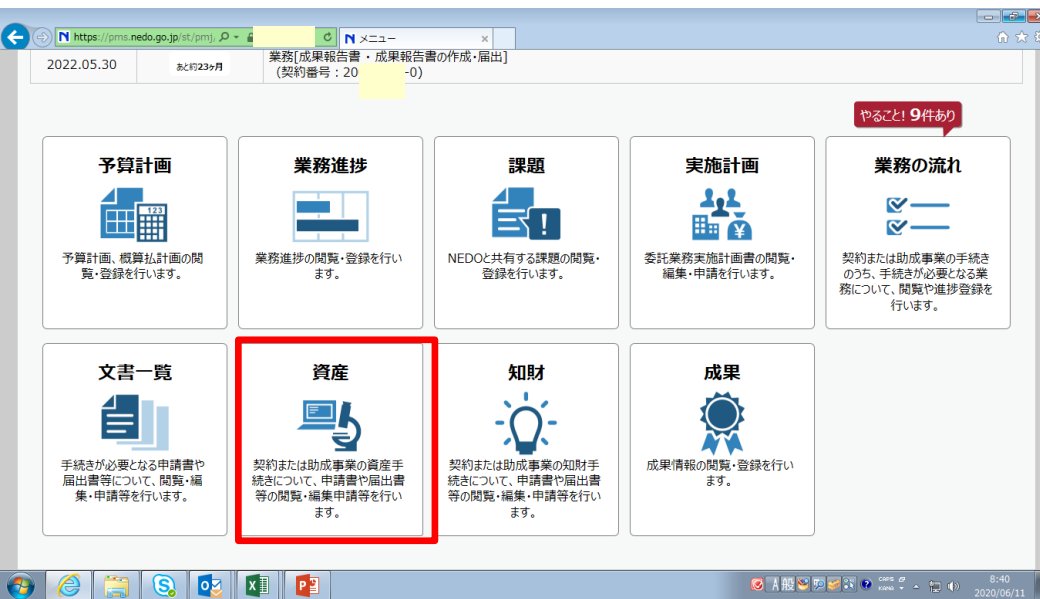 https://pms.nedo.go.jp/st/pmj,
メニュー
2022.05.30
あと約23ヶ月
業務[成果報告書・成果報告書の作成・届出]
(契約番号:20 -0)
やること! 9件あり
予算計画
123
予算計画、概算払計画の閲
覧・登録を行います。
業務進捗
業務進捗の閲覧・登録を行い
ます。
課題
NEDOと共有する課題の閲覧・
登録を行います。
実施計画
委託業務実施計画書の閲覧・
編集・申請を行います。
業務の流れ
契約または助成事業の手続き
のうち、手続きが必要となる業
務について、閲覧や進捗登録を
行います。
文書一覧
手続きが必要となる申請書や
届出書等について、閲覧・編
集・申請等を行います。
資産
契約または助成事業の資産手
続きについて、申請書や届出書
等の閲覧・編集申請等を行い
ます。
知財
契約または助成事業の知財手
続きについて、申請書や届出書
等の閲覧・編集・申請等を行い
ます。
成果
成果情報の閲覧・登録を行い
ます。
A 般
CAPS
KANA
8:40
2020/06/11